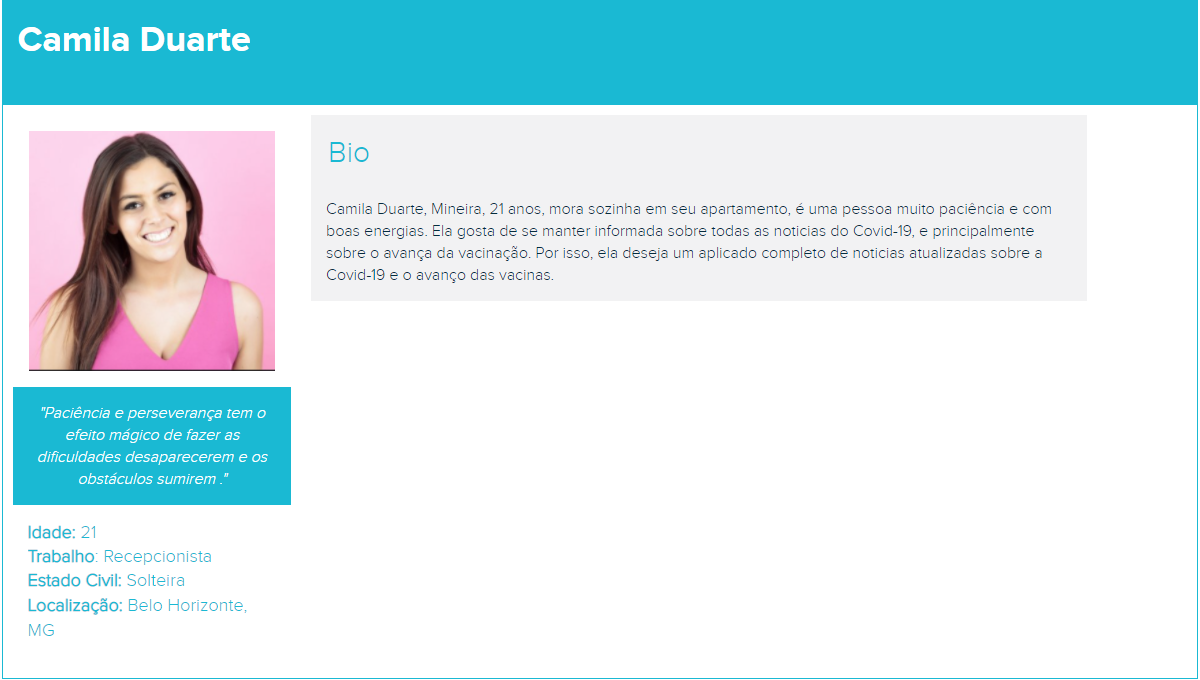 Camila Duarte
Bio
Camila Duarte, Mineira, 21 anos, mora sozinha em seu apartamento, é uma pessoa muito paciência e com
boas energias. Ela gosta de se manter informada sobre todas as noticias do Covid-19, e principalmente
sobre o avança da vacinação. Por isso, ela deseja um aplicado completo de noticias atualizadas sobre a
Covid-19 e o avanço das vacinas.
"Paciência e perseverança tem o
efeito mágico de fazer as
dificuldades desaparecerem e os
obstáculos sumirem ."
Idade: 21
Trabalho: Recepcionista
Estado Civil: Solteira
Localização: Belo Horizonte,
MG